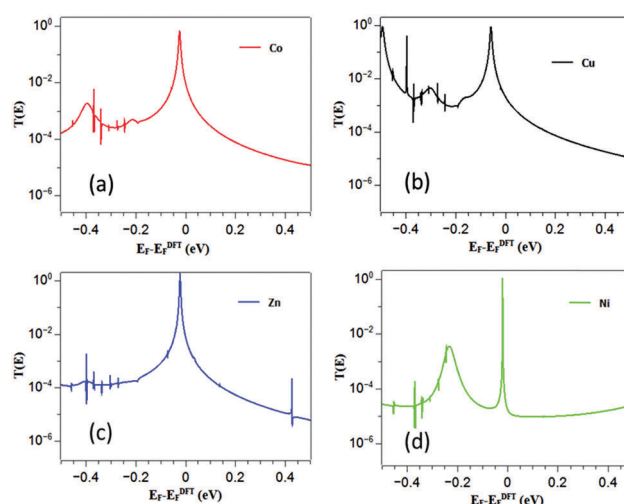 10⁰
10⁻²
10⁻⁴
10⁻⁶
T(E)
Co
(a)
−0.4 −0.2 0 0.2 0.4
E_F-E_F^DFT (eV)
10⁰
10⁻²
10⁻⁴
10⁻⁶
T(E)
Cu
(b)
−0.4 −0.2 0 0.2 0.4
E_F-E_F^DFT (eV)
10⁰
10⁻²
10⁻⁴
10⁻⁶
T(E)
Zn
(c)
−0.4 −0.2 0 0.2 0.4
E_F-E_F^DFT (eV)
10⁰
10⁻²
10⁻⁴
10⁻⁶
T(E)
Ni
(d)
−0.4 −0.2 0 0.2 0.4
E_F-E_F^DFT (eV)